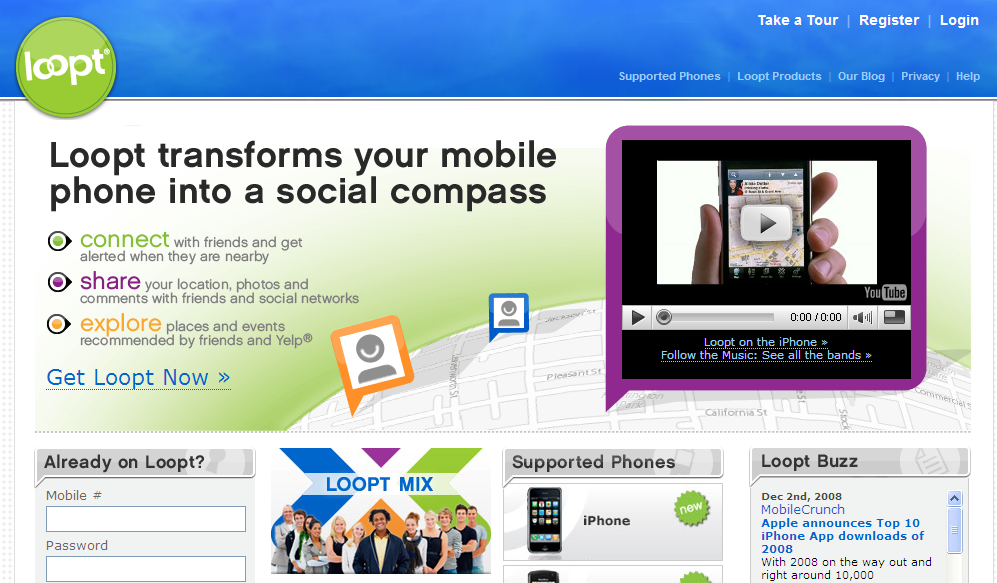 Take a Tour | Register | Login
loopt®
Supported Phones | Loopt Products | Our Blog | Privacy | Help
Loopt transforms your mobile
phone into a social compass
connect with friends and get
alerted when they are nearby
share your location, photos and
comments with friends and social networks
explore places and events
recommended by friends and Yelp®
Get Loopt Now »
YouTube
0:00 / 0:00
Loopt on the iPhone »
Follow the Music: See all the bands »
Pleasant St
California St
Already on Loopt?
Mobile #
Password
LOOPT MIX
Supported Phones
iPhone
new
Loopt Buzz
Dec 2nd, 2008
MobileCrunch
Apple announces Top 10
iPhone App downloads of
2008
With 2008 on the way out and
right around 10,000